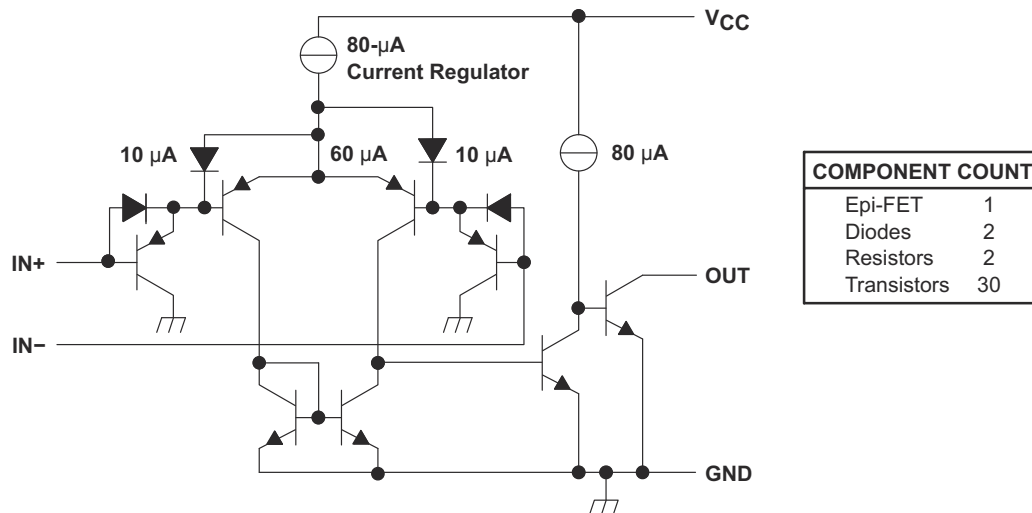 VCC
80-µA
Current Regulator
10 µA
60 µA
10 µA
80 µA
IN+
OUT
IN−
GND
COMPONENT COUNT
Epi-FET 1
Diodes 2
Resistors 2
Transistors 30